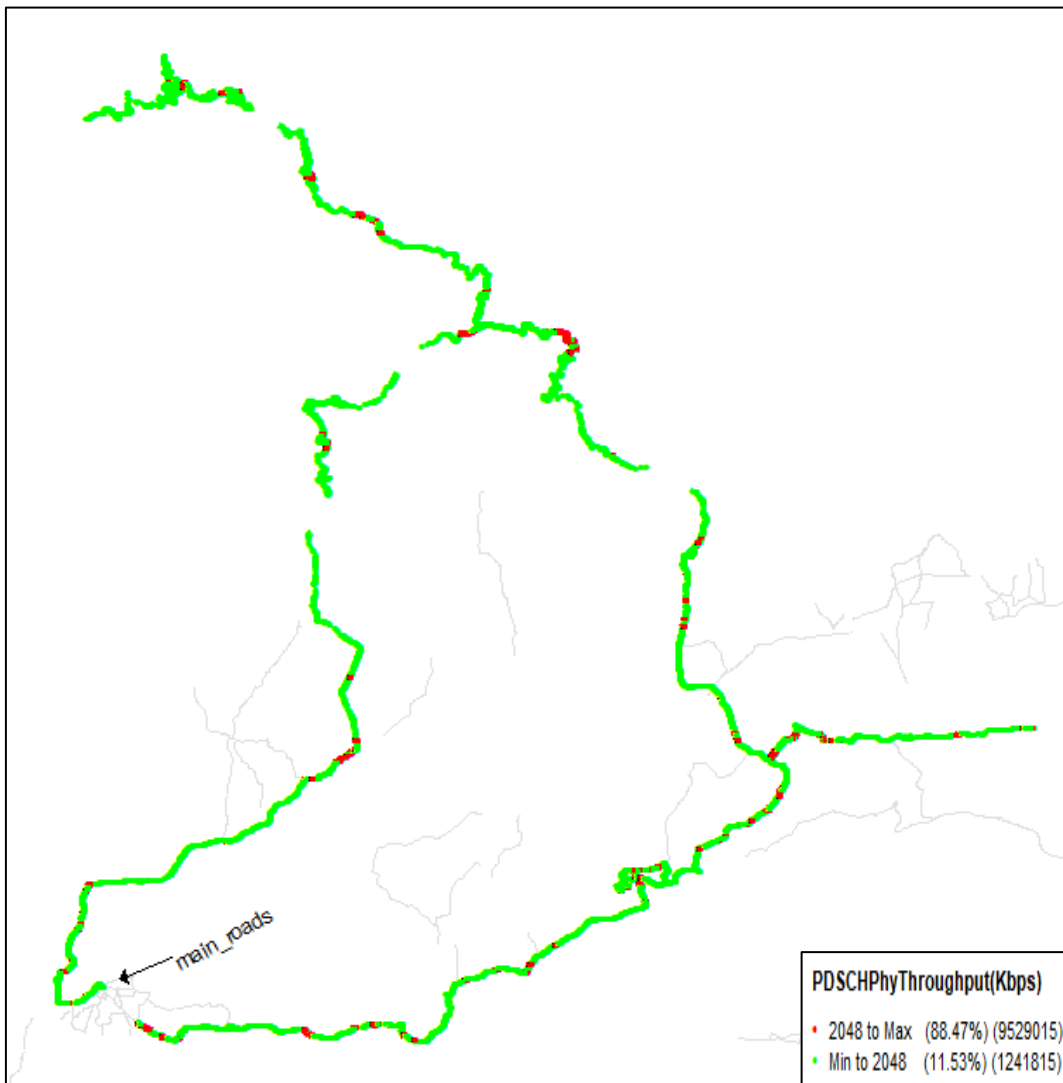 main_roads
PDSCHPhyThroughput(Kbps)
2048 to Max (88.47%) (9529015)
Min to 2048 (11.53%) (1241815)